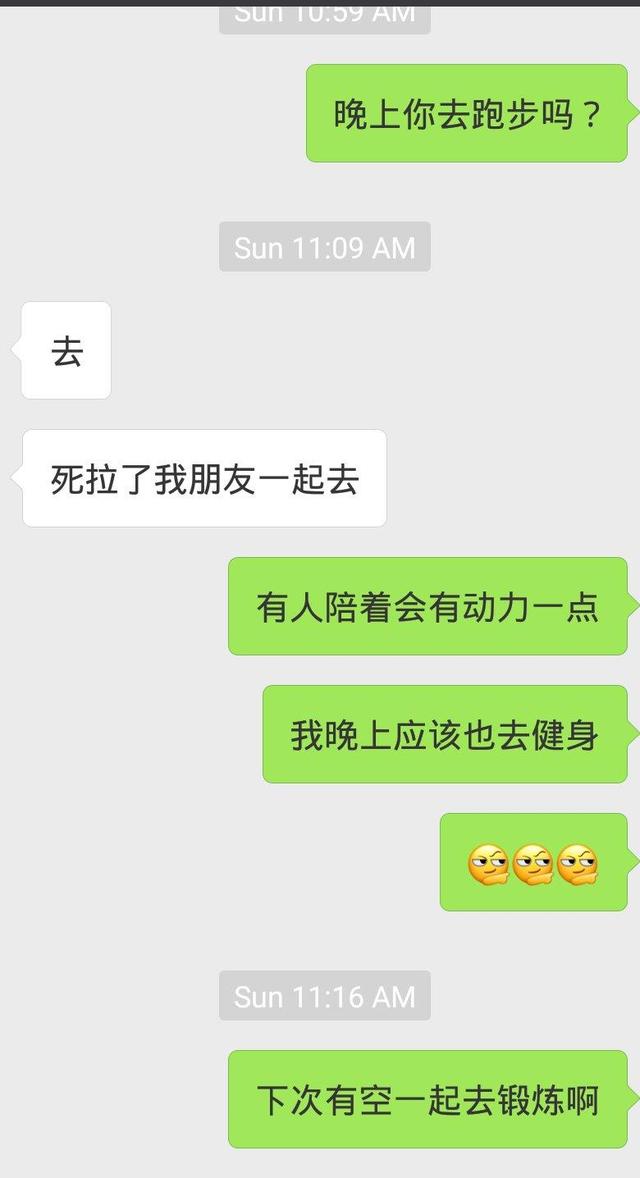 Sun 10:59 AM
晚上你去跑步吗？
Sun 11:09 AM
去
死拉了我朋友一起去
有人陪着会有动力一点
我晚上应该也去健身
Sun 11:16 AM
下次有空一起去锻炼啊